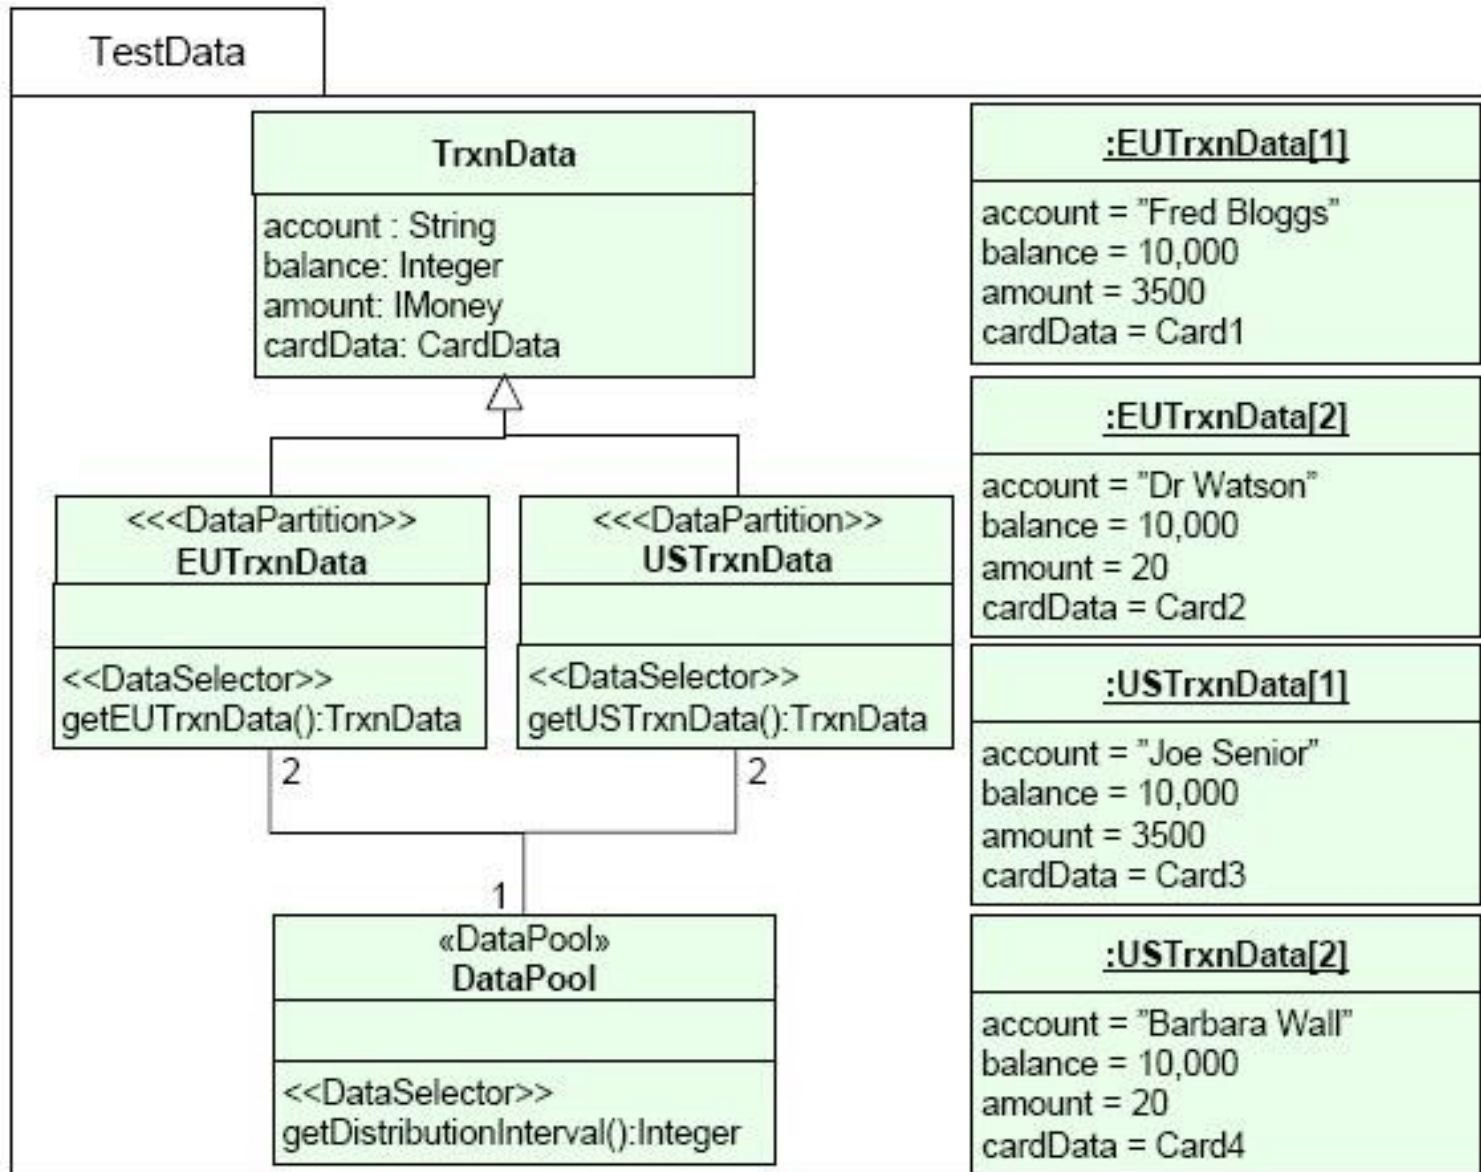 TestData
TrxnData
account : String
balance: Integer
amount: IMoney
cardData: CardData
<<<DataPartition>>
EUTrxnData
<<DataSelector>>
getEUTrxnData():TrxnData
2
<<<DataPartition>>
USTrxnData
<<DataSelector>>
getUSTrxnData():TrxnData
2
1
«DataPool»
DataPool
<<DataSelector>>
getDistributionInterval():Integer
:EUTrxnData[1]
account = ”Fred Bloggs”
balance = 10,000
amount = 3500
cardData = Card1
:EUTrxnData[2]
account = ”Dr Watson”
balance = 10,000
amount = 20
cardData = Card2
:USTrxnData[1]
account = ”Joe Senior”
balance = 10,000
amount = 3500
cardData = Card3
:USTrxnData[2]
account = ”Barbara Wall”
balance = 10,000
amount = 20
cardData = Card4